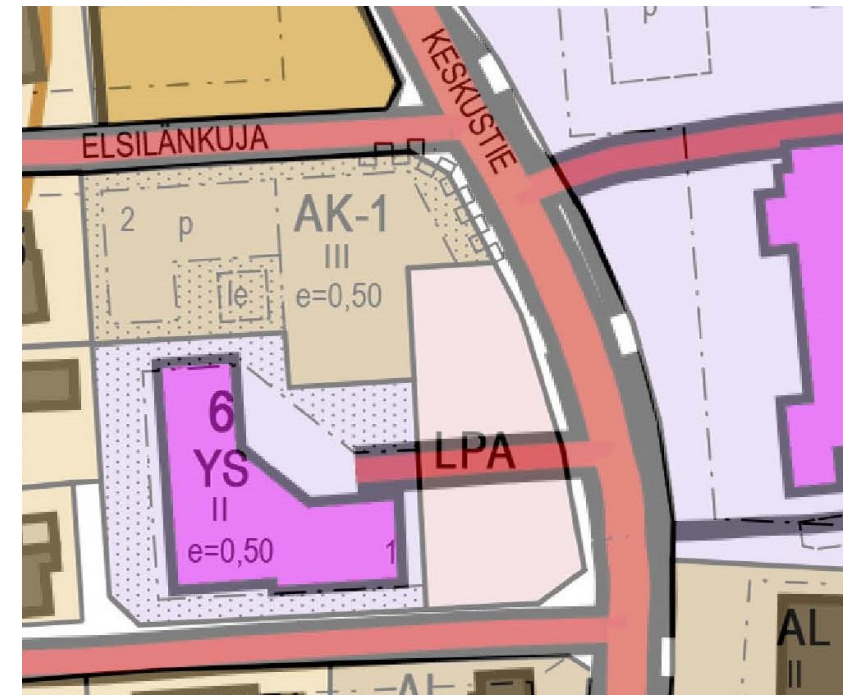 p
KESKUSTIE
ELSILÄNKUJA
2 p AK-1
III
le e=0,50
6
YS
LPA
II
e=0,50 1
AL
II
AL